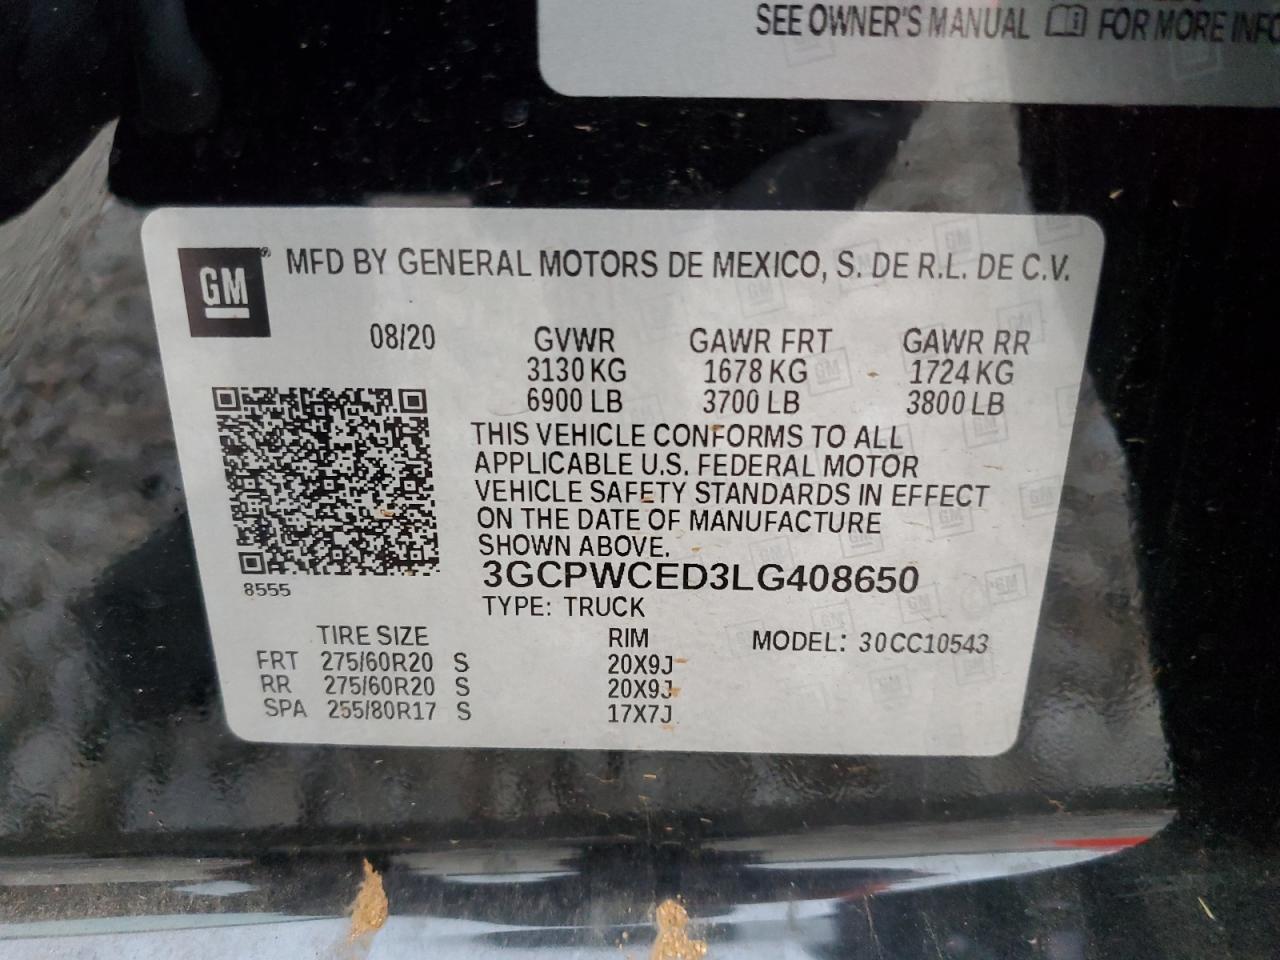 SEE OWNER'S MANUAL FOR MORE INFO
GM
MFD BY GENERAL MOTORS DE MEXICO, S. DE R.L. DE C.V.
08/20 GVWR GAWR FRT GAWR RR
3130 KG 1678 KG 1724 KG
6900 LB 3700 LB 3800 LB
THIS VEHICLE CONFORMS TO ALL
APPLICABLE U.S. FEDERAL MOTOR
VEHICLE SAFETY STANDARDS IN EFFECT
ON THE DATE OF MANUFACTURE
SHOWN ABOVE.
8555
3GCPWCED3LG408650
TYPE: TRUCK
TIRE SIZE RIM MODEL: 30CC10543
FRT 275/60R20 S 20X9J
RR 275/60R20 S 20X9J
SPA 255/80R17 S 17X7J